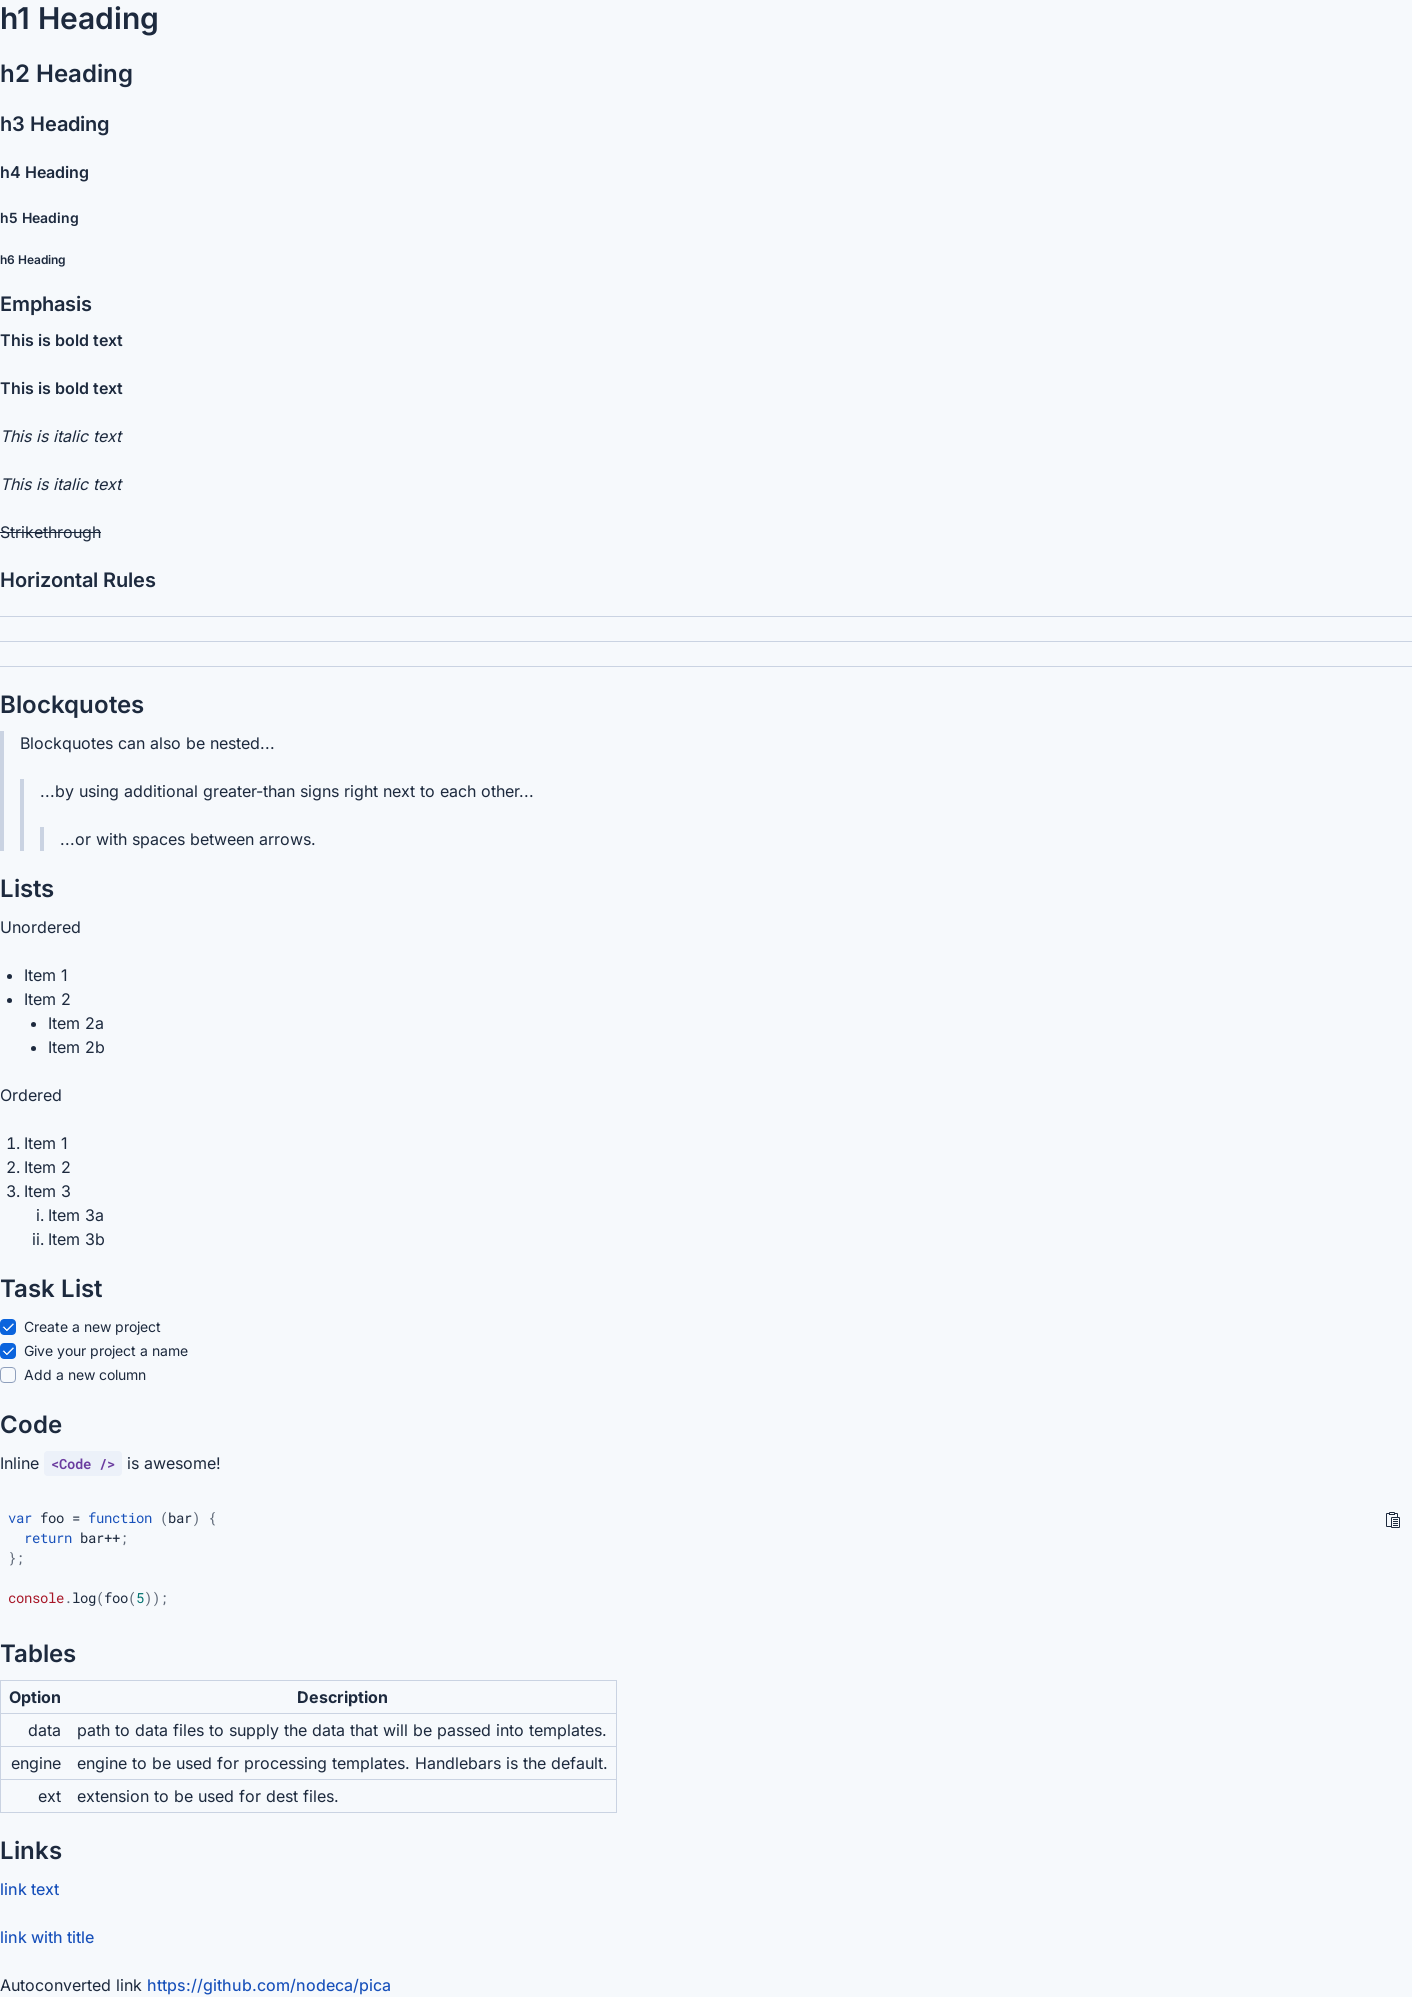 h1 Heading
h2 Heading
h3 Heading
h4 Heading
h5 Heading
h6 Heading
Emphasis
This is bold text
This is bold text
This is italic text
This is italic text
Strikethrough
Horizontal Rules
Blockquotes
Blockquotes can also be nested...
...by using additional greater-than signs right next to each other...
...or with spaces between arrows.
Lists
Unordered
• Item 1
• Item 2
• Item 2a
• Item 2b
Ordered
1. Item 1
2. Item 2
3. Item 3
i. Item 3a
ii. Item 3b
Task List
Create a new project
Give your project a name
Add a new column
Code
Inline <Code /> is awesome!
var foo = function (bar) {
  return bar++;
};
console.log(foo(5));
Tables
Option Description
data path to data files to supply the data that will be passed into templates.
engine engine to be used for processing templates. Handlebars is the default.
ext extension to be used for dest files.
Links
link text
link with title
Autoconverted link https://github.com/nodeca/pica